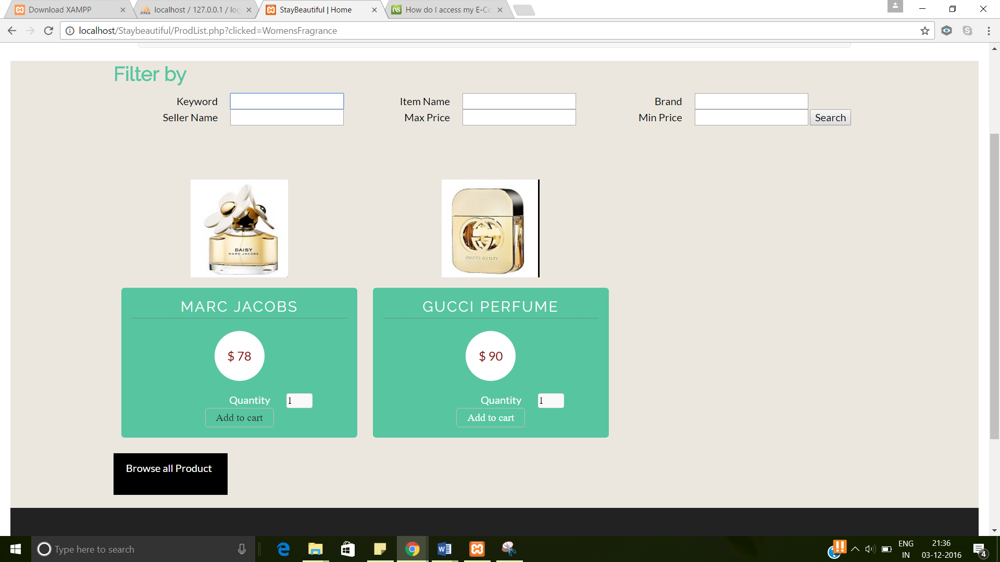 Download XAMPP
localhost / 127.0.0.1 / log
StayBeautiful | Home
How do I access my E-Co
localhost/Staybeautiful/ProdList.php?clicked=WomensFragrance
Filter by
Keyword Item Name Brand
Seller Name Max Price Min Price Search
DAISY
MARC JACOBS
GUCCI GUILTY
MARC JACOBS
$ 78
Quantity 1
Add to cart
GUCCI PERFUME
$ 90
Quantity 1
Add to cart
Browse all Product
Type here to search
ENG
IN
21:36
03-12-2016
4